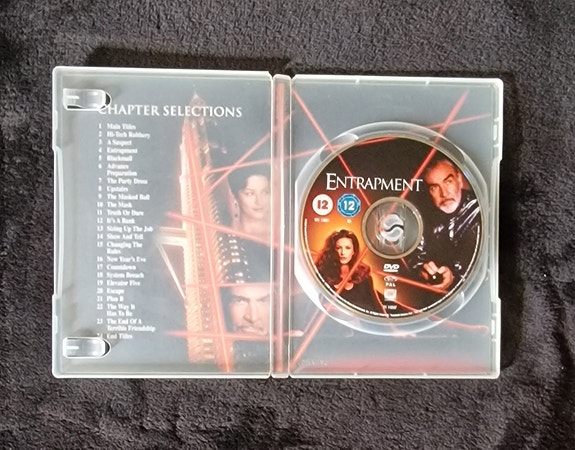 CHAPTER SELECTIONS
1 Main Titles
2 Hi-Tech Robbery
3 A Suspect
4 Entrapment
5 Blackmail
6 Advance
Preparation
7 The Party Dress
8 Upstairs
9 The Masked Ball
10 The Mask
11 Truth Or Dare
12 It's A Bank
13 Sizing Up The Job
14 Show And Tell
15 Changing The
Rules
16 New Year's Eve
17 Countdown
18 System Breach
19 Elevator Five
20 Escape
21 Plan B
22 The Way It
Has To Be
23 The End Of A
Terrible Friendship
24 End Titles
ENTRAPMENT
12
12
DVD
PAL